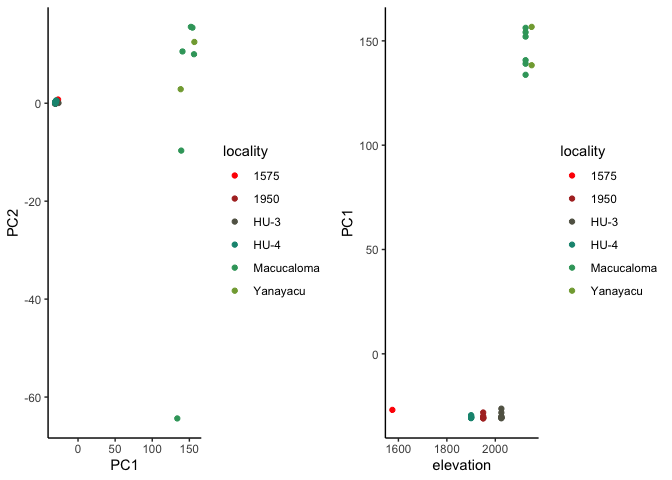 0
-20
-40
-60
PC2
0
50
100
150
PC1
locality
1575
1950
HU-3
HU-4
Macucaloma
Yanayacu
150
100
50
0
PC1
1600
1800
2000
elevation
locality
1575
1950
HU-3
HU-4
Macucaloma
Yanayacu